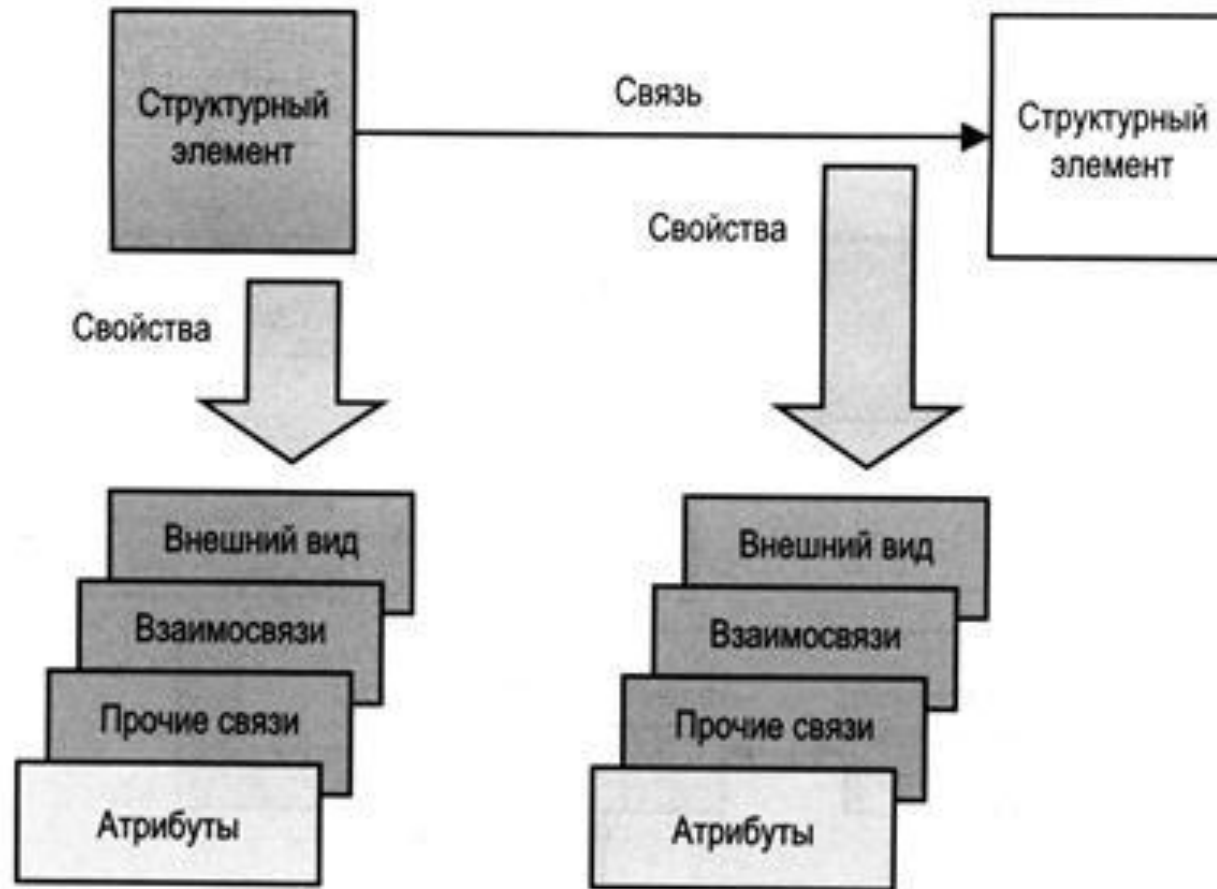 Структурный
элемент
Связь
Структурный
элемент
Свойства
Свойства
Внешний вид
Взаимосвязи
Прочие связи
Атрибуты
Внешний вид
Взаимосвязи
Прочие связи
Атрибуты